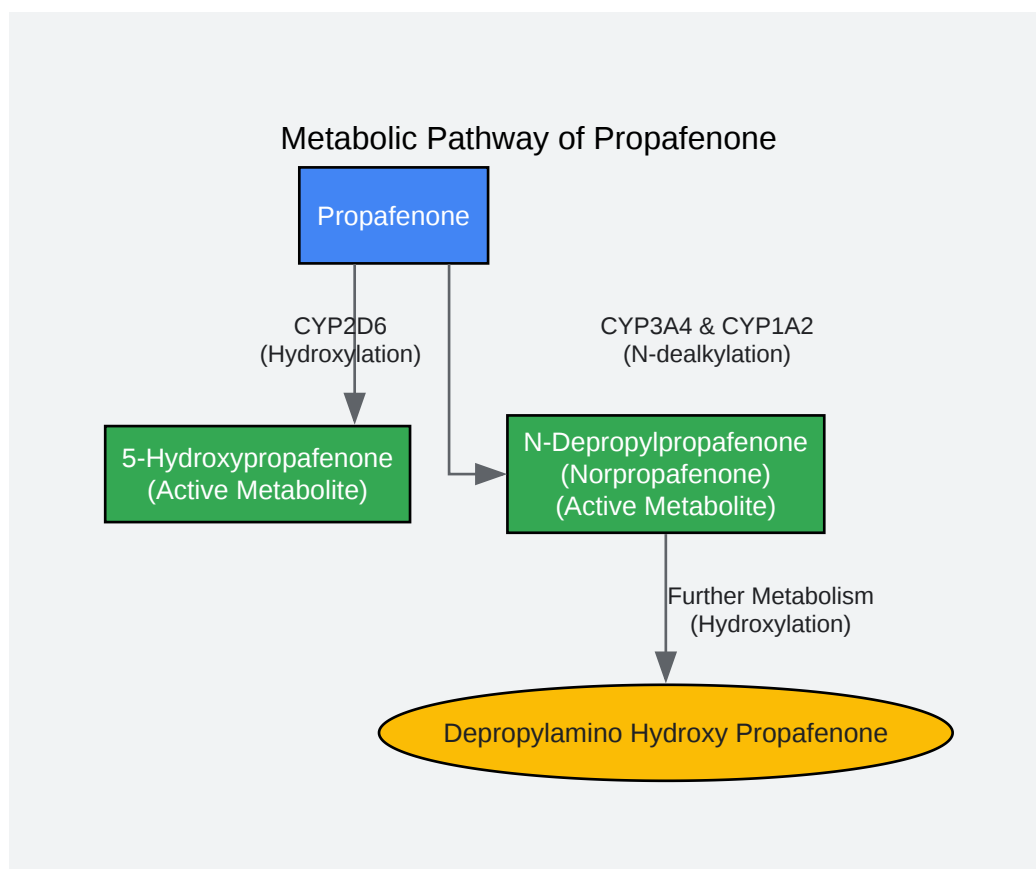 Metabolic Pathway of Propafenone
Propafenone
CYP2D6
(Hydroxylation)
CYP3A4 & CYP1A2
(N-dealkylation)
5-Hydroxypropafenone
(Active Metabolite)
N-Depropylpropafenone
(Norpropafenone)
(Active Metabolite)
Further Metabolism
(Hydroxylation)
Depropylamino Hydroxy Propafenone